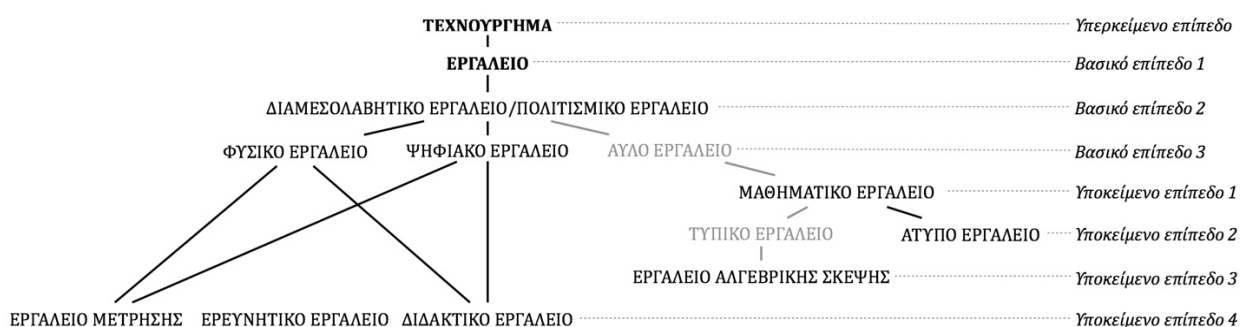 ΤΕΧΝΟΥΡΓΗΜΑ Υπερκείμενο επίπεδο
ΕΡΓΑΛΕΙΟ Βασικό επίπεδο 1
ΔΙΑΜΕΣΟΛΑΒΗΤΙΚΟ ΕΡΓΑΛΕΙΟ/ΠΟΛΙΤΙΣΜΙΚΟ ΕΡΓΑΛΕΙΟ Βασικό επίπεδο 2
ΦΥΣΙΚΟ ΕΡΓΑΛΕΙΟ ΨΗΦΙΑΚΟ ΕΡΓΑΛΕΙΟ ΑΥΛΟ ΕΡΓΑΛΕΙΟ Βασικό επίπεδο 3
ΜΑΘΗΜΑΤΙΚΟ ΕΡΓΑΛΕΙΟ Υποκείμενο επίπεδο 1
ΤΥΠΙΚΟ ΕΡΓΑΛΕΙΟ ΑΤΥΠΟ ΕΡΓΑΛΕΙΟ Υποκείμενο επίπεδο 2
ΕΡΓΑΛΕΙΟ ΑΛΓΕΒΡΙΚΗΣ ΣΚΕΨΗΣ Υποκείμενο επίπεδο 3
ΕΡΓΑΛΕΙΟ ΜΕΤΡΗΣΗΣ ΕΡΕΥΝΗΤΙΚΟ ΕΡΓΑΛΕΙΟ ΔΙΔΑΚΤΙΚΟ ΕΡΓΑΛΕΙΟ Υποκείμενο επίπεδο 4